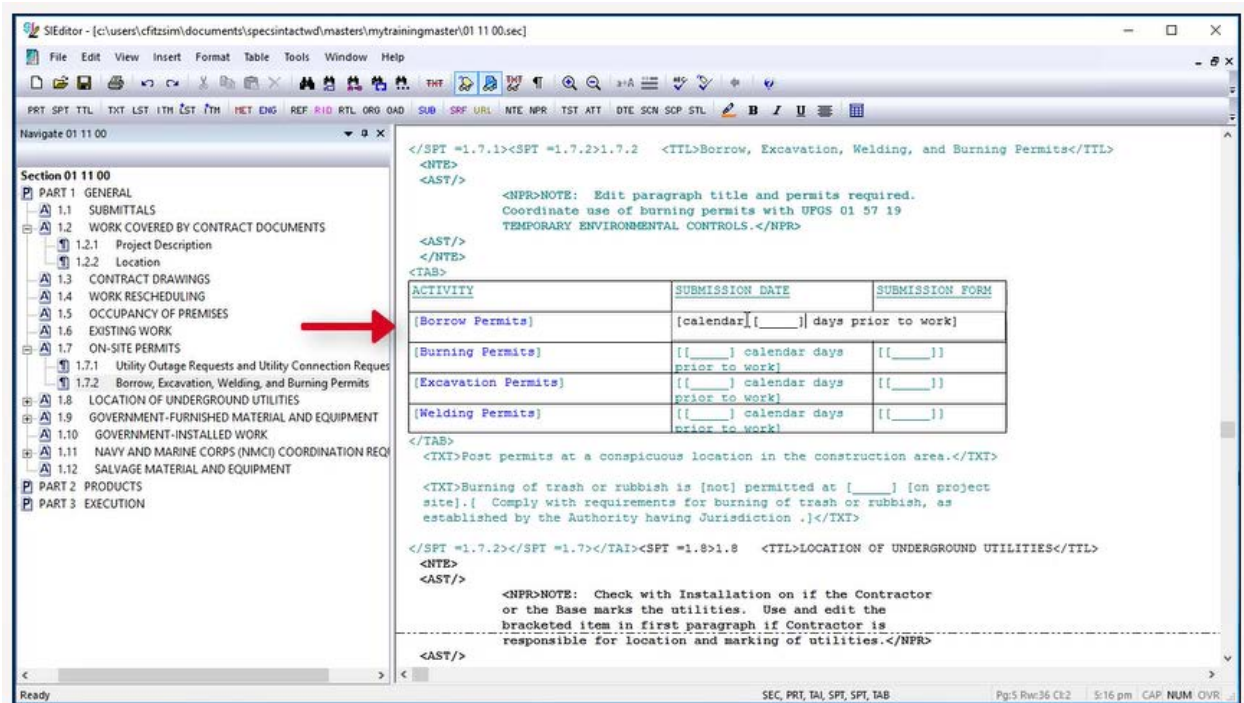 SIEditor - [c:\users\cfitzsim\documents\specsintactwd\masters\mytrainingmaster\01 11 00.sec]
File Edit View Insert Format Table Tools Window Help
PRT SPT TTL TXT LST ITM LST ITM MET ENG REF RID RTL ORG OAD SUB SRF URL NTE NPR TST ATT DTE SCN SCP STL B I U
Navigate 01 11 00
Section 01 11 00
PART 1 GENERAL
1.1 SUBMITTALS
1.2 WORK COVERED BY CONTRACT DOCUMENTS
1.2.1 Project Description
1.2.2 Location
1.3 CONTRACT DRAWINGS
1.4 WORK RESCHEDULING
1.5 OCCUPANCY OF PREMISES
1.6 EXISTING WORK
1.7 ON-SITE PERMITS
1.7.1 Utility Outage Requests and Utility Connection Reques
1.7.2 Borrow, Excavation, Welding, and Burning Permits
1.8 LOCATION OF UNDERGROUND UTILITIES
1.9 GOVERNMENT-FURNISHED MATERIAL AND EQUIPMENT
1.10 GOVERNMENT-INSTALLED WORK
1.11 NAVY AND MARINE CORPS (NMCI) COORDINATION REQ
1.12 SALVAGE MATERIAL AND EQUIPMENT
PART 2 PRODUCTS
PART 3 EXECUTION
</SPT =1.7.1><SPT =1.7.2>1.7.2 <TTL>Borrow, Excavation, Welding, and Burning Permits</TTL>
<NTE>
<AST/>
<NPR>NOTE: Edit paragraph title and permits required.
Coordinate use of burning permits with UFGS 01 57 19
TEMPORARY ENVIRONMENTAL CONTROLS.</NPR>
<AST/>
</NTE>
<TAB>
ACTIVITY SUBMISSION DATE SUBMISSION FORM
[Borrow Permits] [calendar [_____] days prior to work]
[Burning Permits] [[_____] calendar days [[_____]]
prior to work]
[Excavation Permits] [[_____] calendar days [[_____]]
prior to work]
[Welding Permits] [[_____] calendar days [[_____]]
prior to work]
</TAB>
<TXT>Post permits at a conspicuous location in the construction area.</TXT>
<TXT>Burning of trash or rubbish is [not] permitted at [_____] [on project
site].[ Comply with requirements for burning of trash or rubbish, as
established by the Authority having Jurisdiction .]</TXT>
</SPT =1.7.2></SPT =1.7></TAI><SPT =1.8>1.8 <TTL>LOCATION OF UNDERGROUND UTILITIES</TTL>
<NTE>
<AST/>
<NPR>NOTE: Check with Installation on if the Contractor
or the Base marks the utilities. Use and edit the
bracketed item in first paragraph if Contractor is
responsible for location and marking of utilities.</NPR>
<AST/>
Ready SEC, PRT, TAI, SPT, SPT, TAB Pg:5 Rw:36 Cl:2 5:16 pm CAP NUM OVR